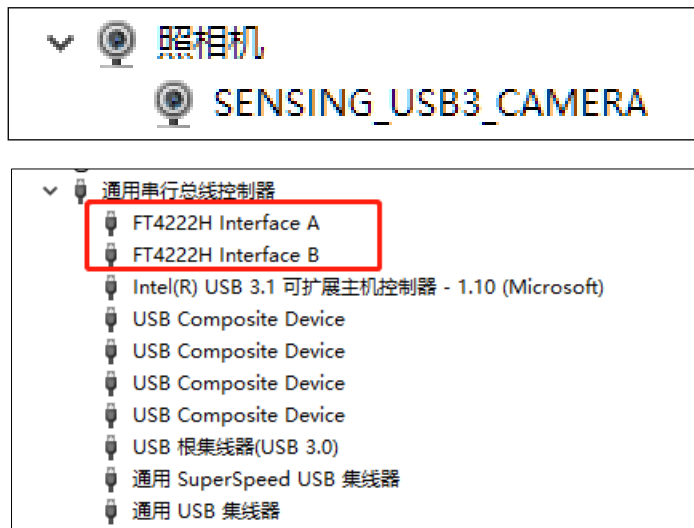 照相机
SENSING_USB3_CAMERA
通用串行总线控制器
FT4222H Interface A
FT4222H Interface B
Intel(R) USB 3.1 可扩展主机控制器 - 1.10 (Microsoft)
USB Composite Device
USB Composite Device
USB Composite Device
USB Composite Device
USB 根集线器(USB 3.0)
通用 SuperSpeed USB 集线器
通用 USB 集线器